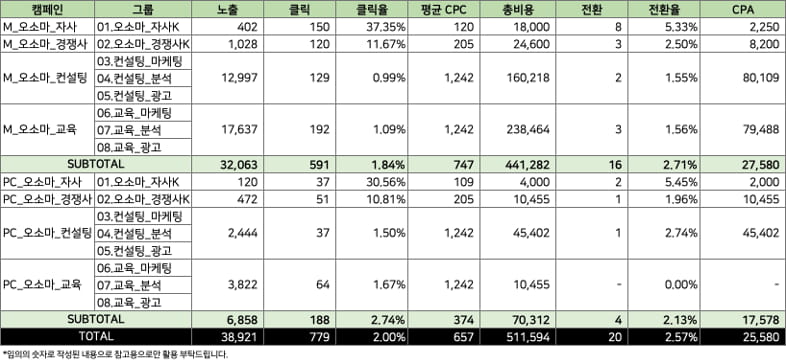 캠페인 그룹 노출 클릭 클릭율 평균 CPC 총비용 전환 전환율 CPA
M_오소마_자사 01.오소마_자사K 402 150 37.35% 120 18,000 8 5.33% 2,250
M_오소마_경쟁사 02.오소마_경쟁사K 1,028 120 11.67% 205 24,600 3 2.50% 8,200
M_오소마_컨설팅 03.컨설팅_마케팅 12,997 129 0.99% 1,242 160,218 2 1.55% 80,109
04.컨설팅_분석
05.컨설팅_광고
M_오소마_교육 06.교육_마케팅 17,637 192 1.09% 1,242 238,464 3 1.56% 79,488
07.교육_분석
08.교육_광고
SUBTOTAL 32,063 591 1.84% 747 441,282 16 2.71% 27,580
PC_오소마_자사 01.오소마_자사K 120 37 30.56% 109 4,000 2 5.45% 2,000
PC_오소마_경쟁사 02.오소마_경쟁사K 472 51 10.81% 205 10,455 1 1.96% 10,455
PC_오소마_컨설팅 03.컨설팅_마케팅 2,444 37 1.50% 1,242 45,402 1 2.74% 45,402
04.컨설팅_분석
05.컨설팅_광고
PC_오소마_교육 06.교육_마케팅 3,822 64 1.67% 1,242 10,455 - 0.00% -
07.교육_분석
08.교육_광고
SUBTOTAL 6,858 188 2.74% 374 70,312 4 2.13% 17,578
TOTAL 38,921 779 2.00% 657 511,594 20 2.57% 25,580
*임의의 숫자로 작성된 내용으로 참고용으로만 활용 부탁드립니다.